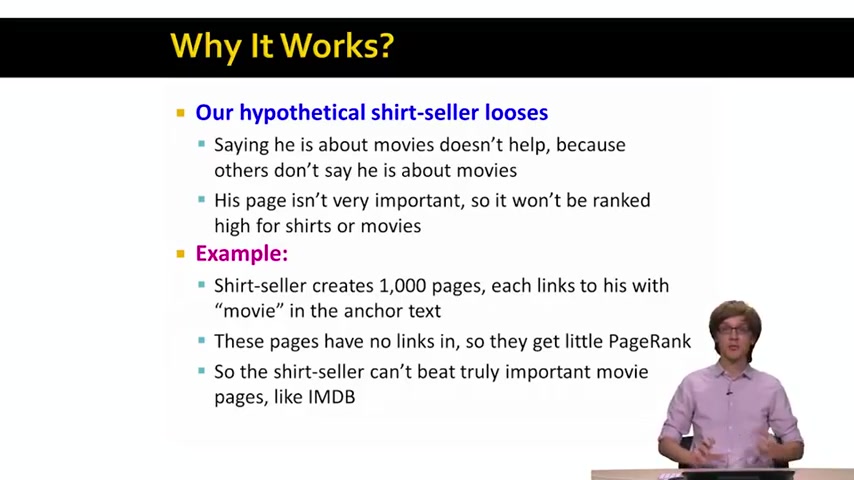 Why It Works?
Our hypothetical shirt-seller looses
Saying he is about movies doesn't help, because
others don't say he is about movies
His page isn't very important, so it won't be ranked
high for shirts or movies
Example:
Shirt-seller creates 1,000 pages, each links to his with
“movie” in the anchor text
These pages have no links in, so they get little PageRank
So the shirt-seller can't beat truly important movie
pages, like IMDB